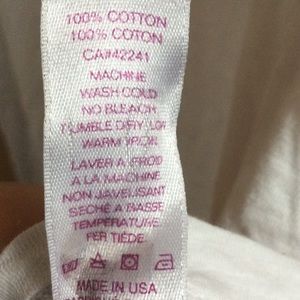 100% COTTON
100% COTON
CA#42241
MACHINE
WASH COLD
NO BLEACH
TUMBLE DRY LOW
WARM IRON
LAVER A FROID
A LA MACHINE
NON JAVELISANT
SECHE A BASSE
TEMPERATURE
FER TIÈDE
MADE IN USA